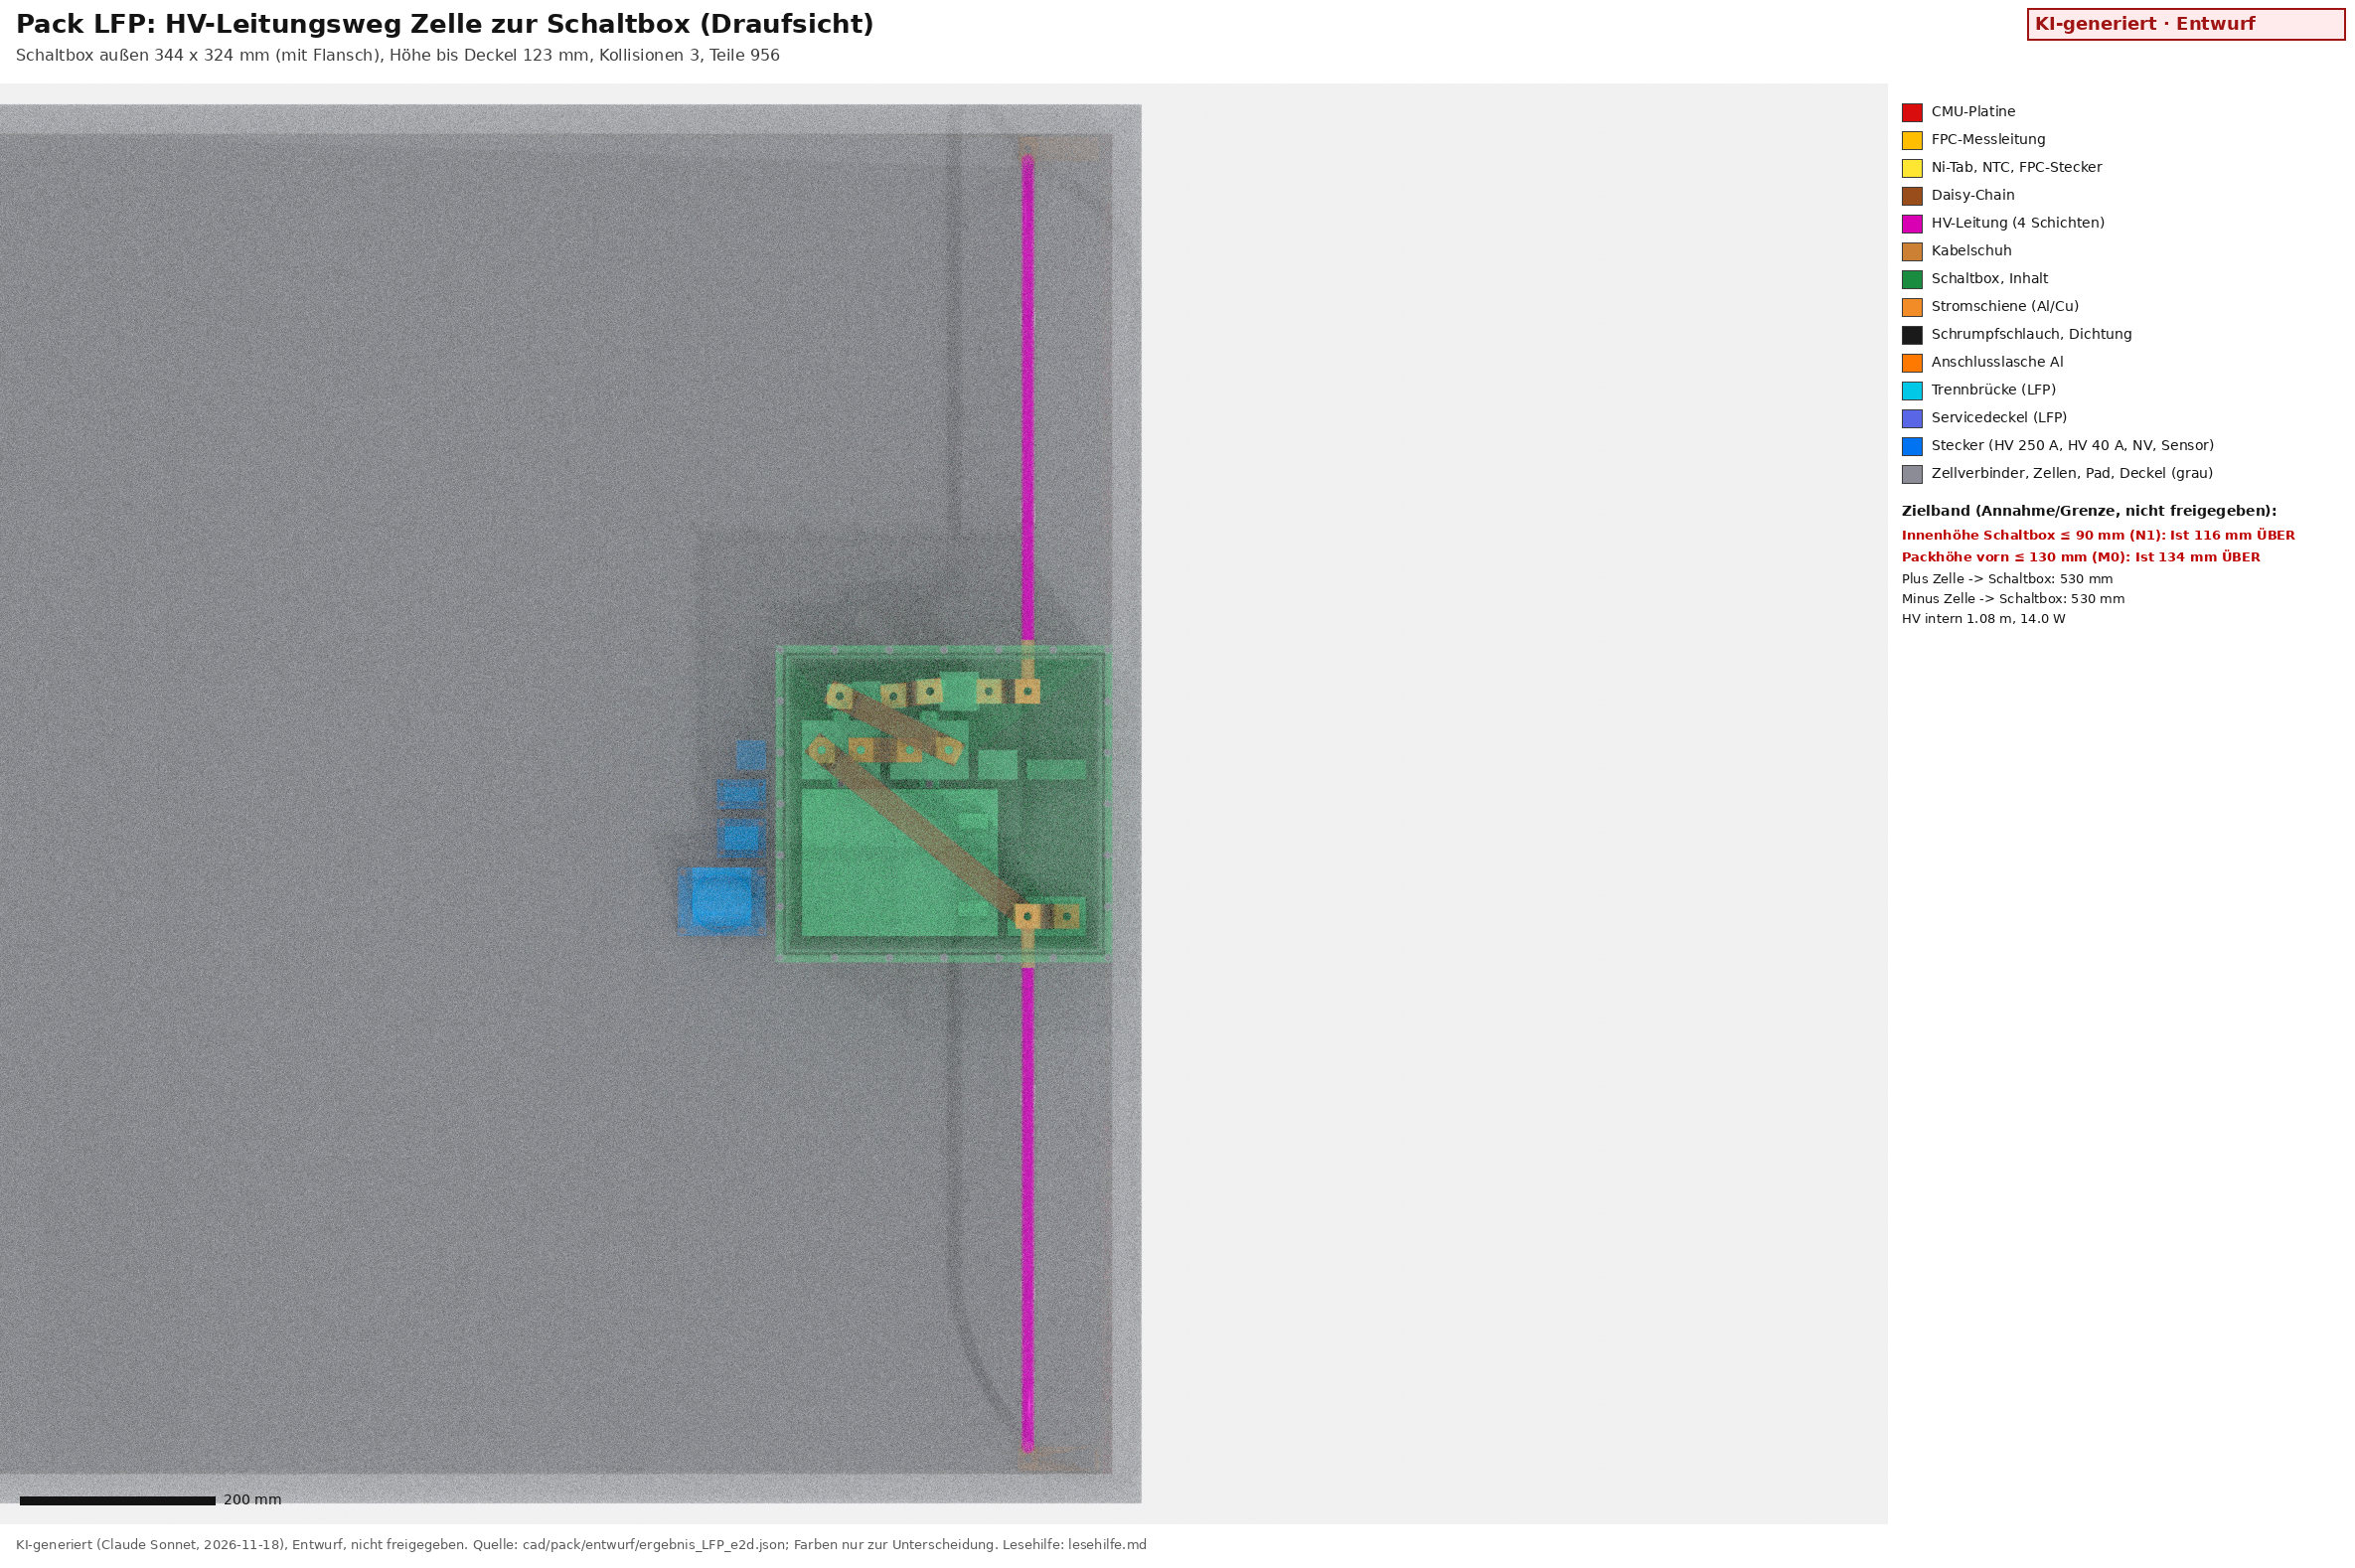 Pack LFP: HV-Leitungsweg Zelle zur Schaltbox (Draufsicht)
KI-generiert · Entwurf
Schaltbox außen 344 x 324 mm (mit Flansch), Höhe bis Deckel 123 mm, Kollisionen 3, Teile 956
CMU-Platine
FPC-Messleitung
Ni-Tab, NTC, FPC-Stecker
Daisy-Chain
HV-Leitung (4 Schichten)
Kabelschuh
Schaltbox, Inhalt
Stromschiene (Al/Cu)
Schrumpfschlauch, Dichtung
Anschlusslasche Al
Trennbrücke (LFP)
Servicedeckel (LFP)
Stecker (HV 250 A, HV 40 A, NV, Sensor)
Zellverbinder, Zellen, Pad, Deckel (grau)
Zielband (Annahme/Grenze, nicht freigegeben):
Innenhöhe Schaltbox ≤ 90 mm (N1): Ist 116 mm ÜBER
Packhöhe vorn ≤ 130 mm (M0): Ist 134 mm ÜBER
Plus Zelle -> Schaltbox: 530 mm
Minus Zelle -> Schaltbox: 530 mm
HV intern 1.08 m, 14.0 W
200 mm
KI-generiert (Claude Sonnet, 2026-11-18), Entwurf, nicht freigegeben. Quelle: cad/pack/entwurf/ergebnis_LFP_e2d.json; Farben nur zur Unterscheidung. Lesehilfe: lesehilfe.md